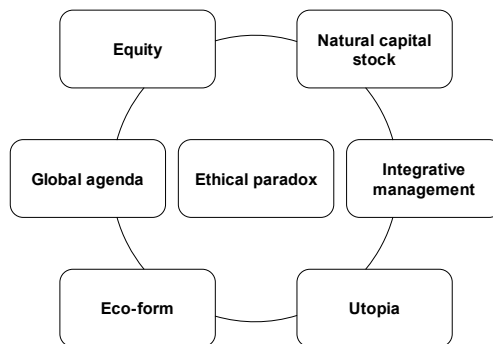 Equity
Natural capital
stock
Global agenda
Ethical paradox
Integrative
management
Eco-form
Utopia